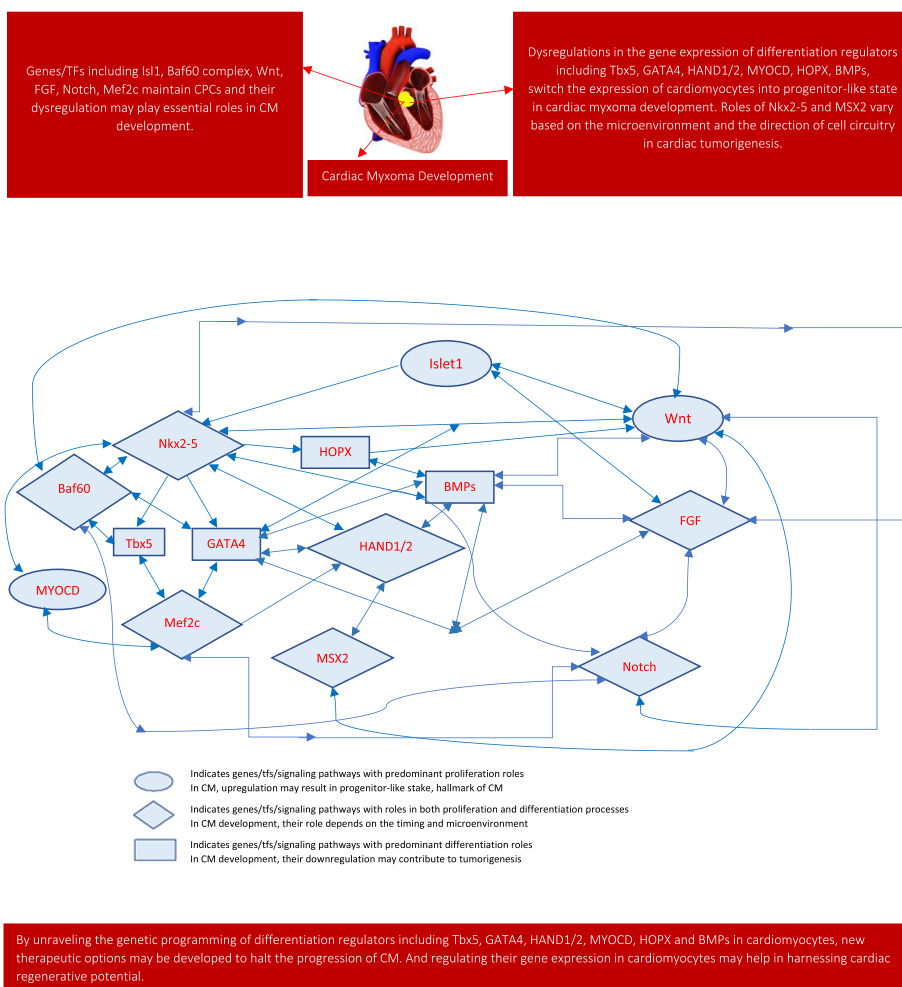 Genes/TFs including Isl1, Baf60 complex, Wnt,
FGF, Notch, Mef2c maintain CPCs and their
dysregulation may play essential roles in CM
development.
Dysregulations in the gene expression of differentiation regulators
including Tbx5, GATA4, HAND1/2, MYOCD, HOPX, BMPs,
switch the expression of cardiomyocytes into progenitor-like state
in cardiac myxoma development. Roles of Nkx2-5 and MSX2 vary
based on the microenvironment and the direction of cell circuitry
in cardiac tumorigenesis.
Cardiac Myxoma Development
Islet1
Wnt
Nkx2-5
HOPX
Baf60
BMPs
FGF
Tbx5
GATA4
HAND1/2
MYOCD
Mef2c
MSX2
Notch
Indicates genes/tfs/signaling pathways with predominant proliferation roles
In CM, upregulation may result in progenitor-like stake, hallmark of CM
Indicates genes/tfs/signaling pathways with roles in both proliferation and differentiation processes
In CM development, their role depends on the timing and microenvironment
Indicates genes/tfs/signaling pathways with predominant differentiation roles
In CM development, their downregulation may contribute to tumorigenesis
By unraveling the genetic programming of differentiation regulators including Tbx5, GATA4, HAND1/2, MYOCD, HOPX and BMPs in cardiomyocytes, new
therapeutic options may be developed to halt the progression of CM. And regulating their gene expression in cardiomyocytes may help in harnessing cardiac
regenerative potential.